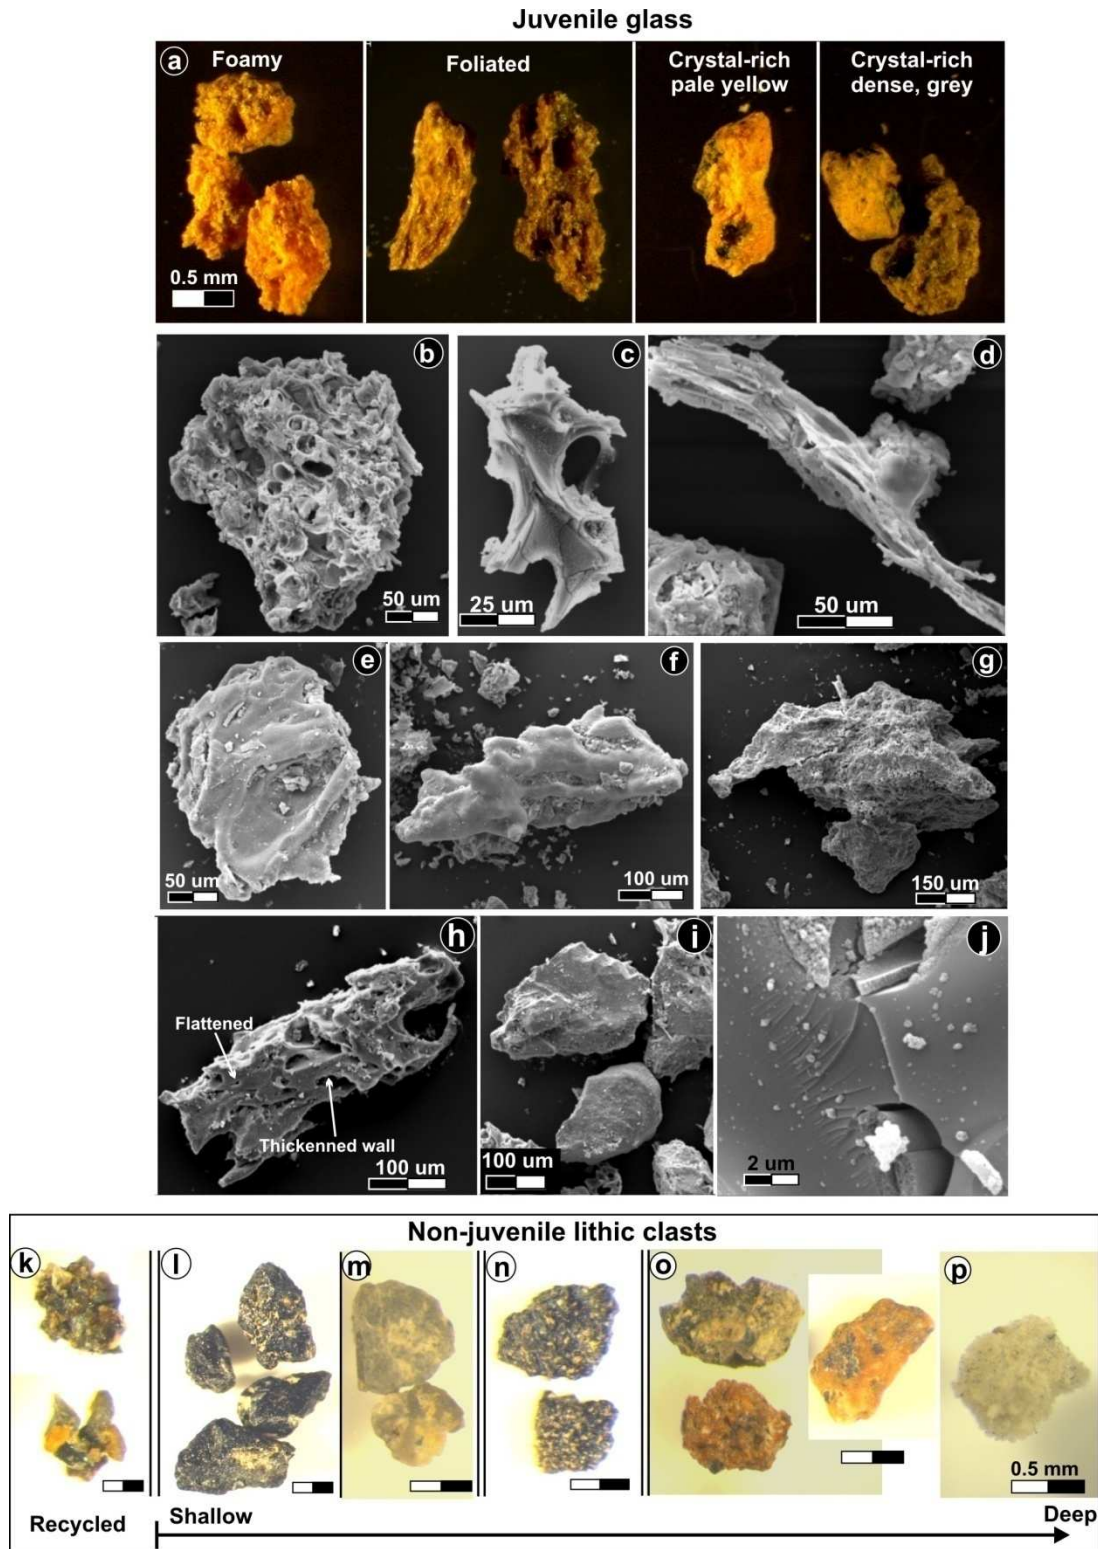 Juvenile glass
a
Foamy
Foliated
Crystal-rich
pale yellow
Crystal-rich
dense, grey
0.5 mm
b
c
d
50 um
25 um
50 um
e
f
g
50 um
100 um
150 um
h
i
j
Flattened
Thickenned wall
100 um
100 um
2 um
Non-juvenile lithic clasts
k
l
m
n
o
p
0.5 mm
Recycled
Shallow
Deep